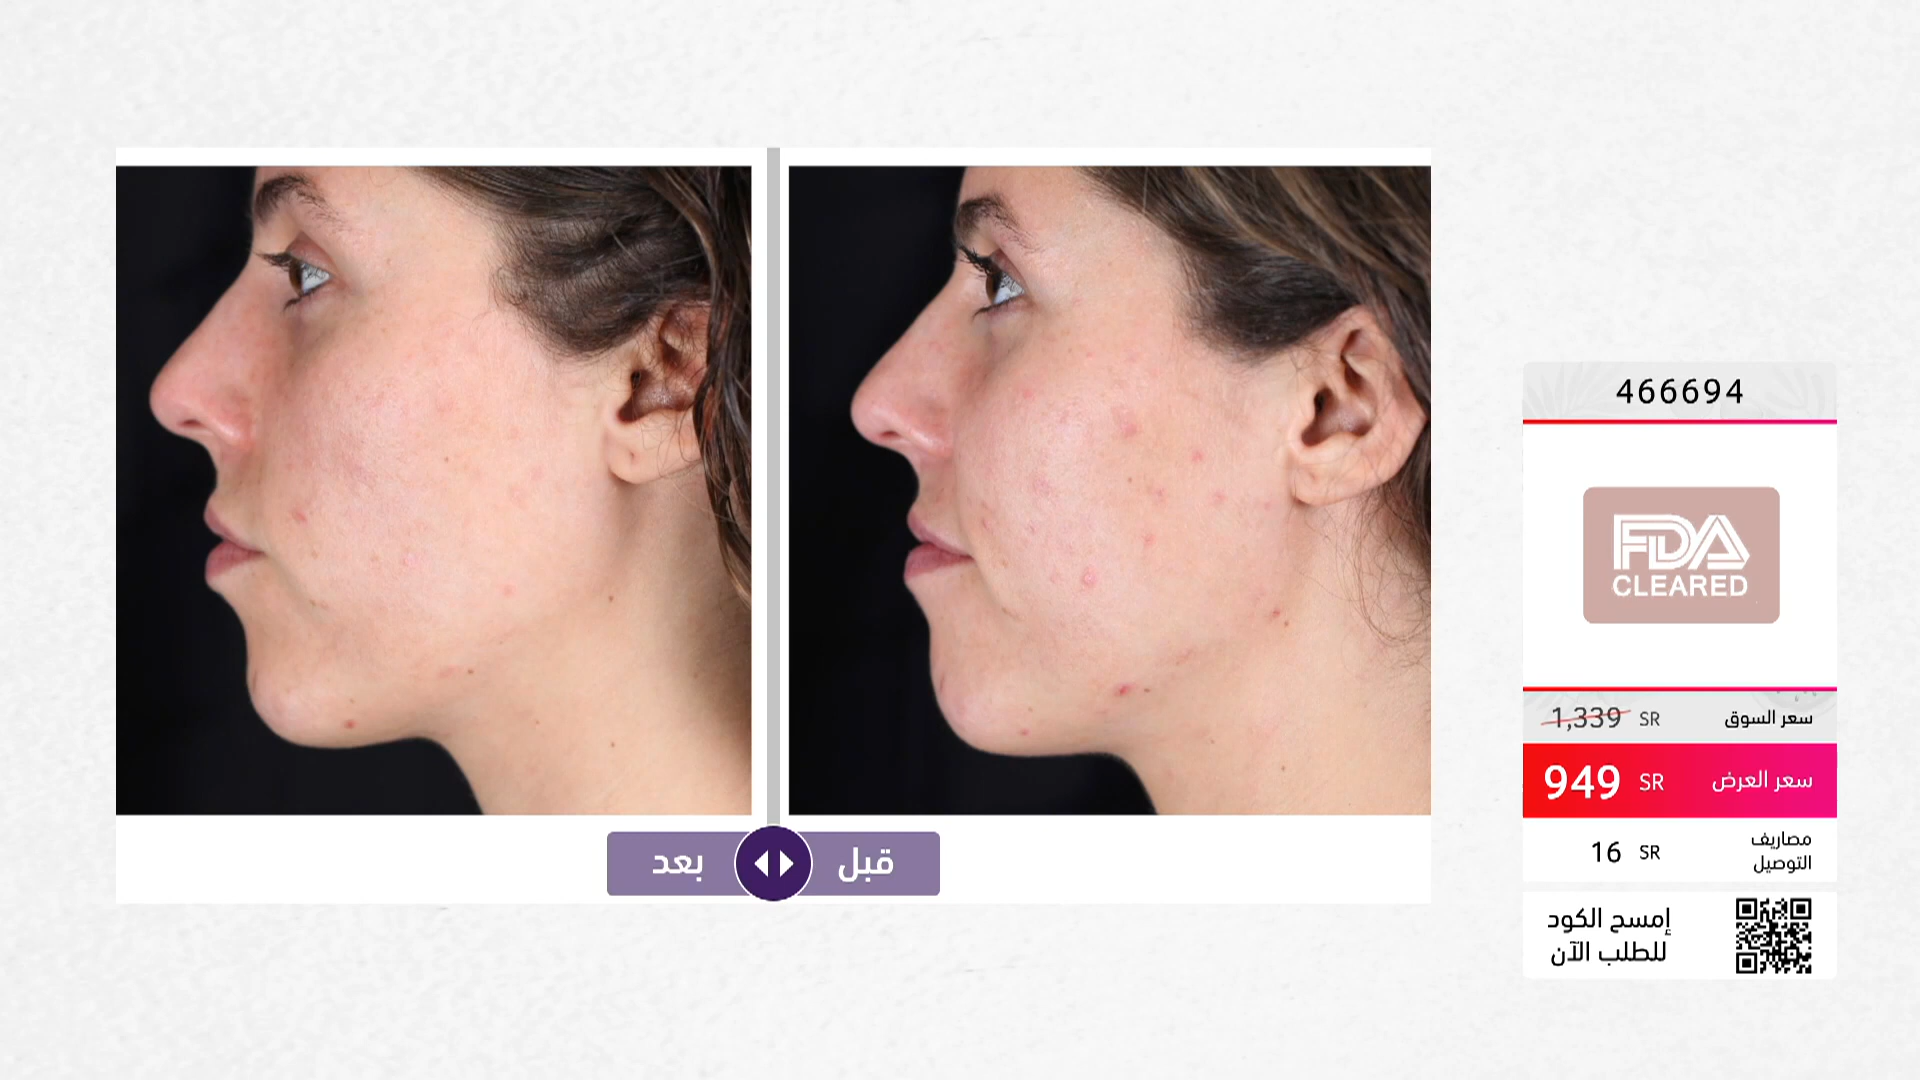 قبل
بعد
466694
FDA
CLEARED
سعر السوق SR 1,339
سعر العرض SR 949
مصاريف
التوصيل
SR 16
إمسح الكود
للطلب الآن